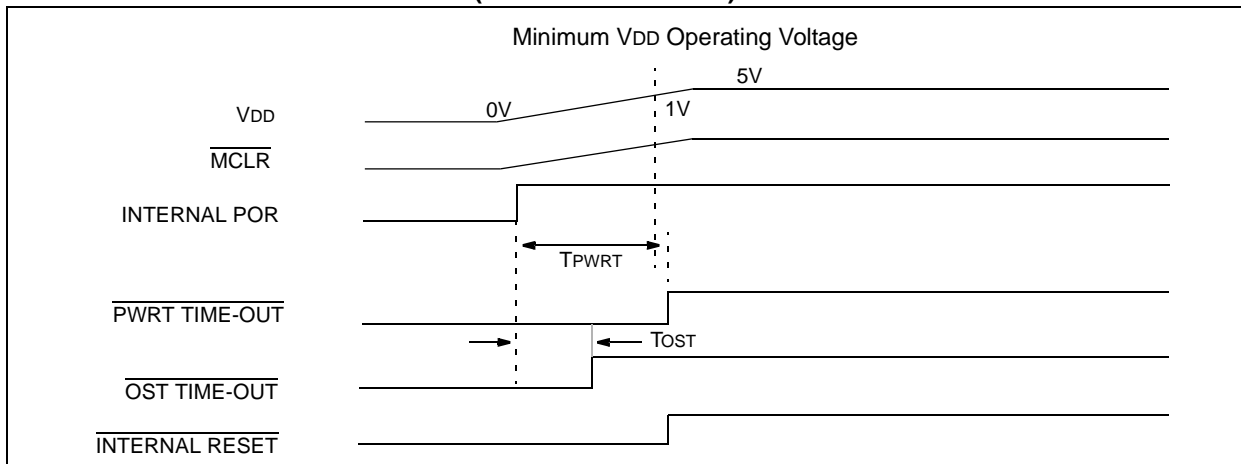 Minimum VDD Operating Voltage
5V
0V
1V
VDD
MCLR
INTERNAL POR
TPWRT
PWRT TIME-OUT
TOST
OST TIME-OUT
INTERNAL RESET